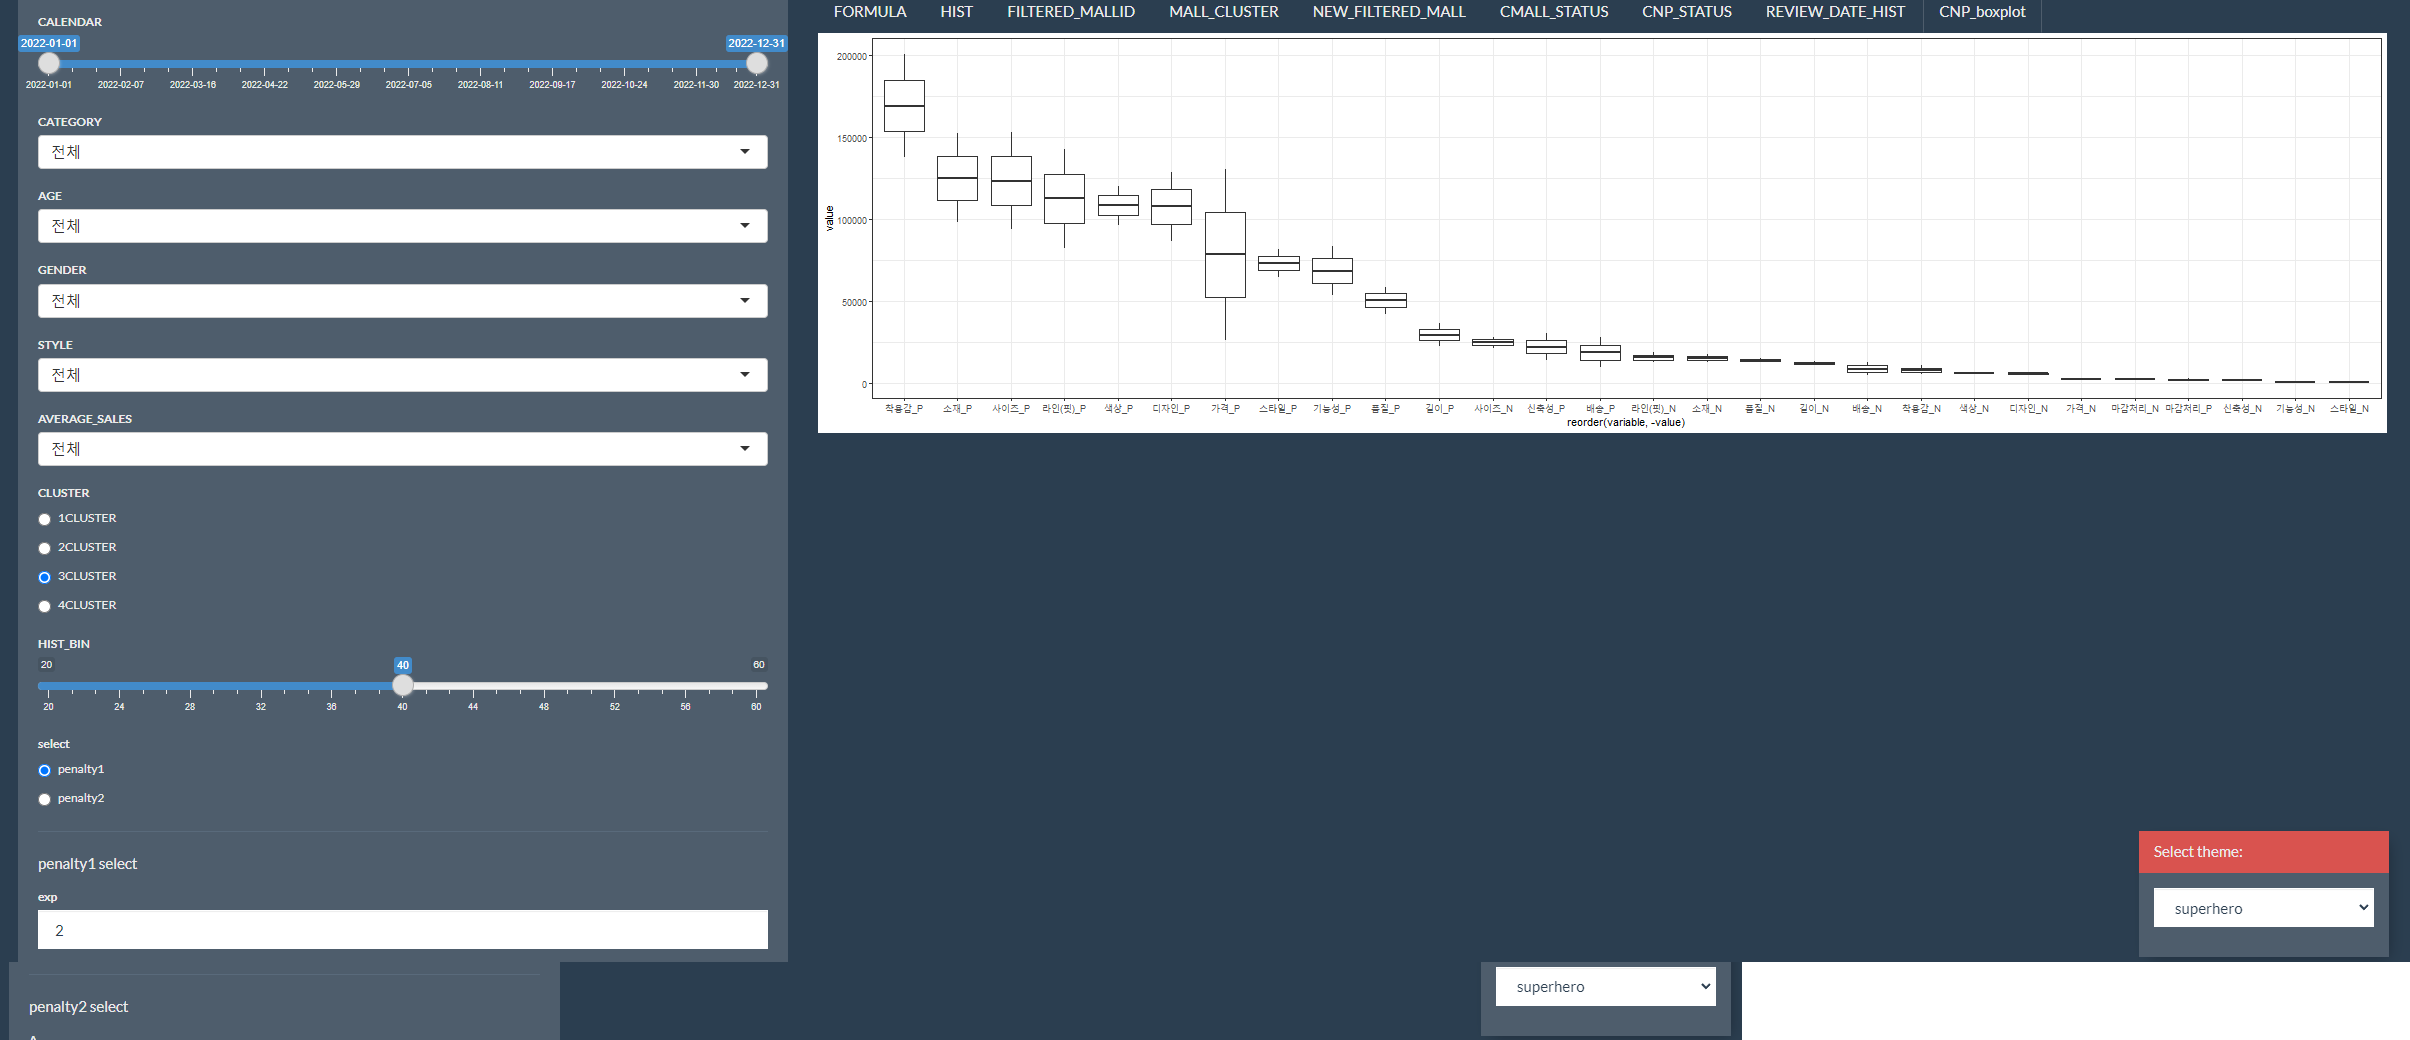 CALENDAR
2022-01-01 2022-12-31
2022-01-01 2022-02-07 2022-03-16 2022-04-22 2022-05-29 2022-07-05 2022-08-11 2022-09-17 2022-10-24 2022-11-30 2022-12-31
CATEGORY
전체
AGE
전체
GENDER
전체
STYLE
전체
AVERAGE_SALES
전체
CLUSTER
1CLUSTER
2CLUSTER
3CLUSTER
4CLUSTER
HIST_BIN
20 40 60
20 24 28 32 36 40 44 48 52 56 60
select
penalty1
penalty2
penalty1 select
exp
2
penalty2 select
FORMULA HIST FILTERED_MALLID MALL_CLUSTER NEW_FILTERED_MALL CMALL_STATUS CNP_STATUS REVIEW_DATE_HIST CNP_boxplot
200000
150000
100000
50000
0
value
착용감_P 소재_P 사이즈_P 라인(핏)_P 색상_P 디자인_P 가격_P 스타일_P 기능성_P 품질_P 길이_P 사이즈_N 신축성_P 배송_P 라인(핏)_N 소재_N 품질_N 길이_N 배송_N 착용감_N 색상_N 디자인_N 가격_N 마감처리_N 마감처리_P 신축성_N 기능성_N 스타일_N
reorder(variable, -value)
Select theme:
superhero
superhero